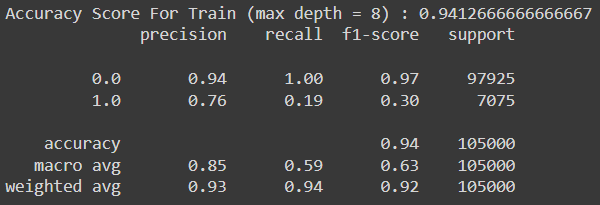 Accuracy Score For Train (max depth = 8) : 0.9412666666666667
precision recall f1-score support
0.0 0.94 1.00 0.97 97925
1.0 0.76 0.19 0.30 7075
accuracy 0.94 105000
macro avg 0.85 0.59 0.63 105000
weighted avg 0.93 0.94 0.92 105000